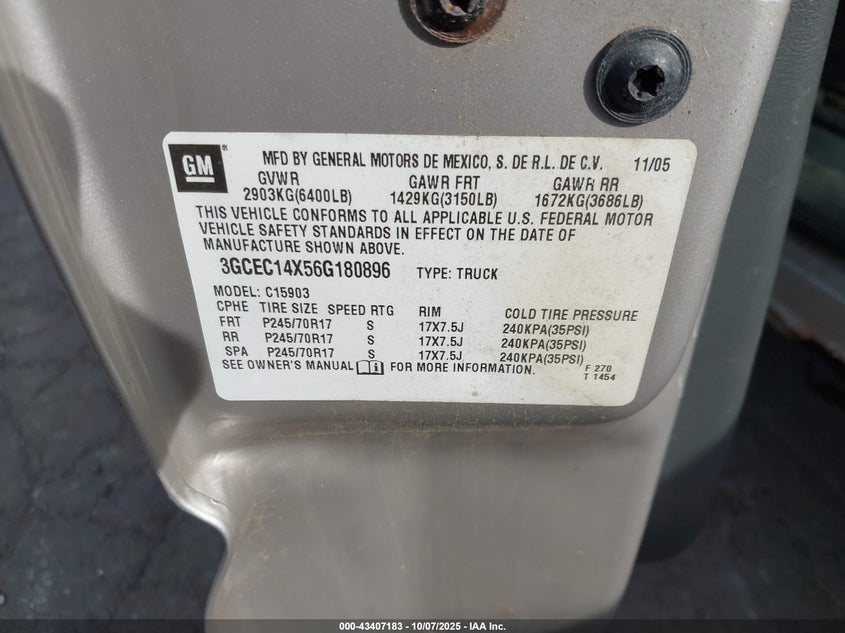 GM ® MFD BY GENERAL MOTORS DE MEXICO, S. DE R.L. DE C.V. 11/05
GVWR GAWR FRT GAWR RR
2903KG(6400LB) 1429KG(3150LB) 1672KG(3686LB)
THIS VEHICLE CONFORMS TO ALL APPLICABLE U.S. FEDERAL MOTOR
VEHICLE SAFETY STANDARDS IN EFFECT ON THE DATE OF
MANUFACTURE SHOWN ABOVE.
3GCEC14X56G180896 TYPE: TRUCK
MODEL: C15903
CPHE TIRE SIZE SPEED RTG RIM COLD TIRE PRESSURE
FRT P245/70R17 S 17X7.5J 240KPA(35PSI)
RR P245/70R17 S 17X7.5J 240KPA(35PSI)
SPA P245/70R17 S 17X7.5J 240KPA(35PSI)
SEE OWNER'S MANUAL FOR MORE INFORMATION.
F 270
T 1454
000-43407183 - 10/07/2025 - IAA Inc.